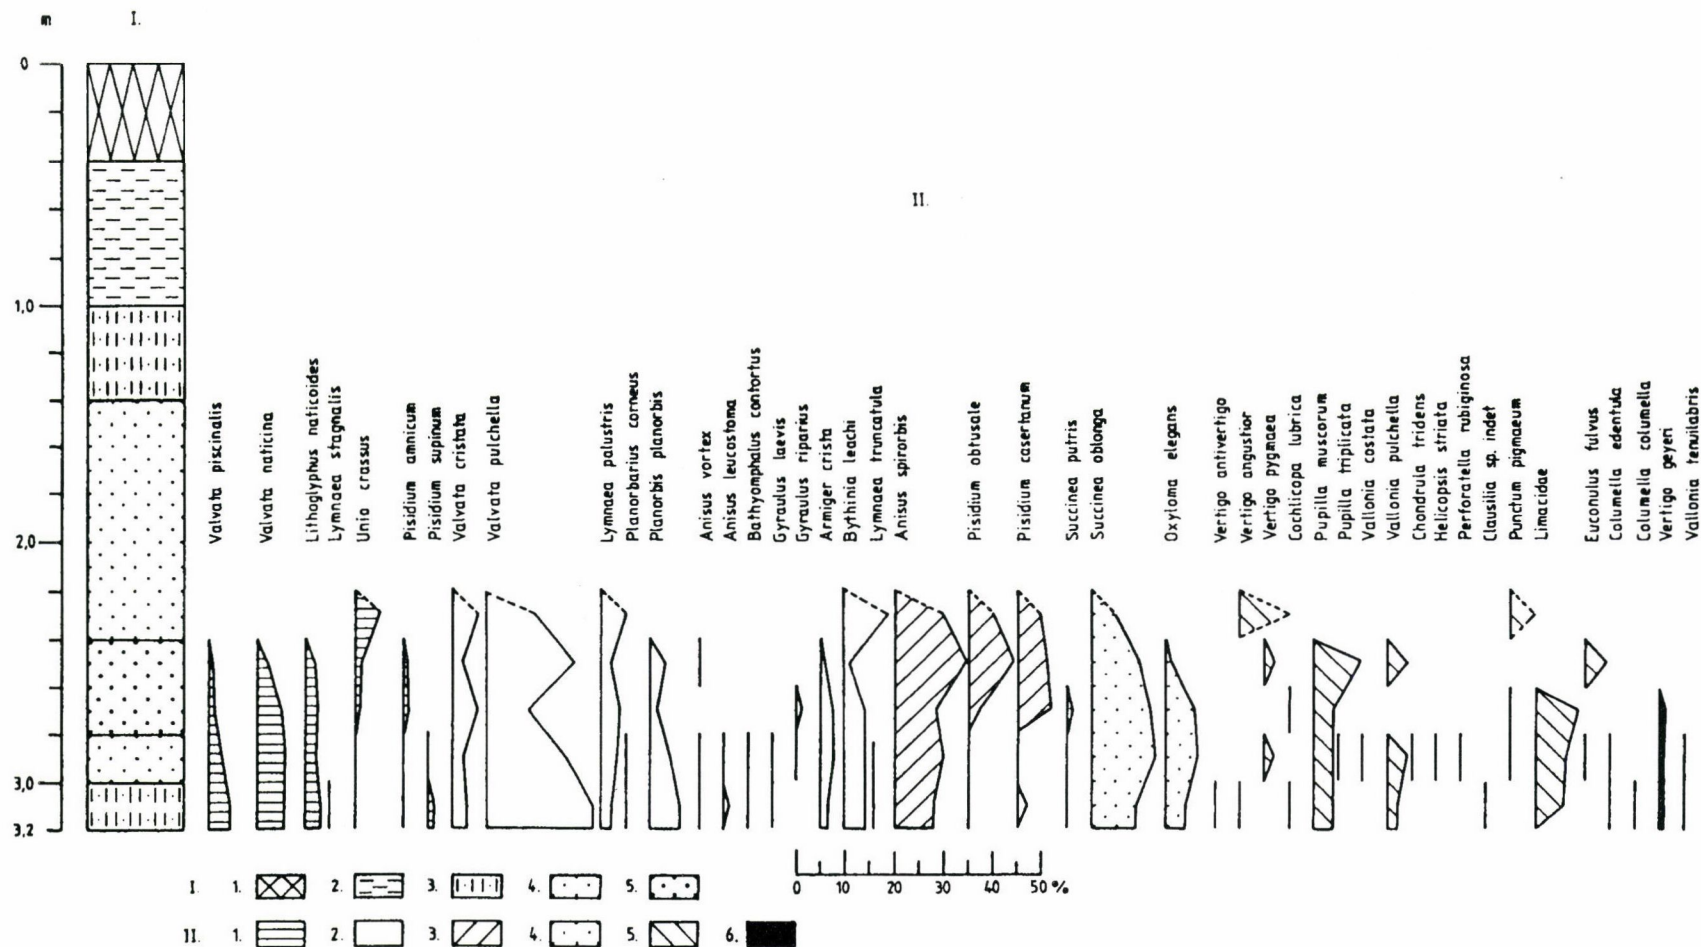 m
I.
0
1,0
2,0
3,0
3,2
II.
Valvata piscinalis
Valvata naticina
Lithoglyphus naticoides
Lymnaea stagnalis
Unio crassus
Pisidium amnicum
Pisidium supinum
Valvata cristata
Valvata pulchella
Lymnaea palustris
Planorbarius corneus
Planorbis planorbis
Anisus vortex
Anisus leucostoma
Bathyomphalus contortus
Gyraulus laevis
Gyraulus riparius
Armiger crista
Bythinia leachi
Lymnaea truncatula
Anisus spirorbis
Pisidium obtusale
Pisidium casertanum
Succinea putris
Succinea oblonga
Oxyloma elegans
Vertigo antivertigo
Vertigo angustior
Vertigo pygmaea
Cochlicopa lubrica
Pupilla muscorum
Pupilla triplicata
Vallonia costata
Vallonia pulchella
Chondrula tridens
Helicopsis striata
Perforatella rubiginosa
Clausilia sp. indet
Punctum pigmaeum
Limacidae
Euconulus fulvus
Columella edentula
Columella columella
Vertigo geyeri
Vallonia tenuilabris
0 10 20 30 40 50 %
I. 1. 2. 3. 4. 5.
II. 1. 2. 3. 4. 5. 6.